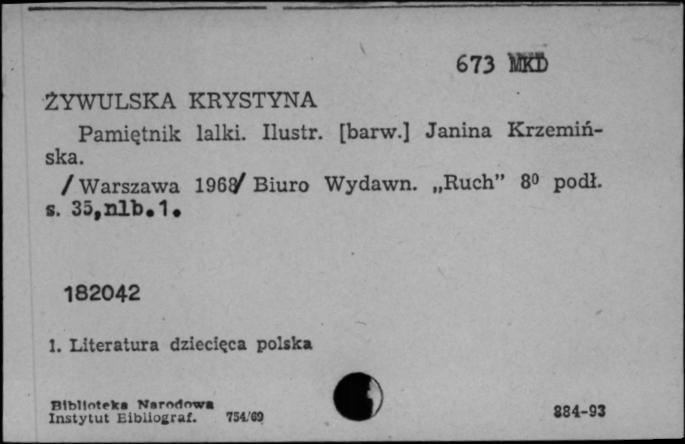 673 MKD
ŻYWULSKA KRYSTYNA
Pamiętnik lalki. Ilustr. [barw.] Janina Krzemiń-
ska.
/Warszawa 1968/ Biuro Wydawn. „Ruch” 8⁰ podł.
s. 35,nlb.1.
182042
1. Literatura dziecięca polska
Biblioteka Narodowa
Instytut Bibliograf. 754/69
884-93